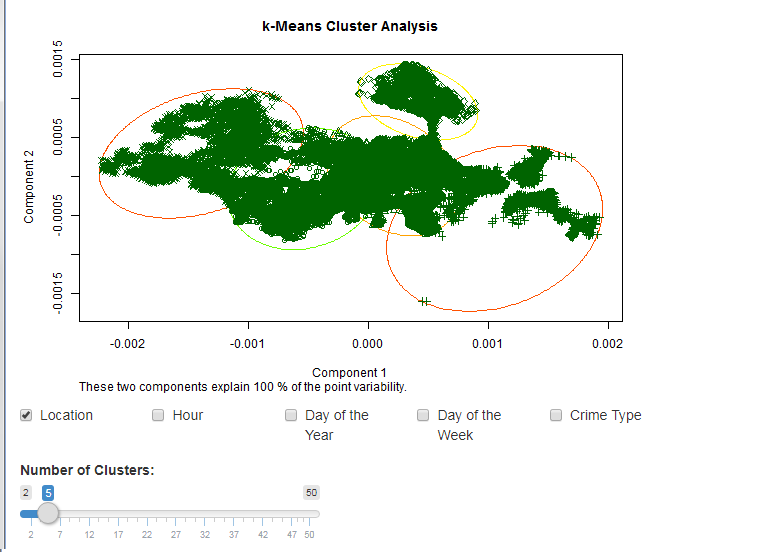 k-Means Cluster Analysis
0.0015
0.0005
-0.0005
-0.0015
Component 2
-0.002 -0.001 0.000 0.001 0.002
Component 1
These two components explain 100 % of the point variability.
Location Hour Day of the Year Day of the Week Crime Type
Number of Clusters:
2 5 50
2 7 12 17 22 27 32 37 42 47 50